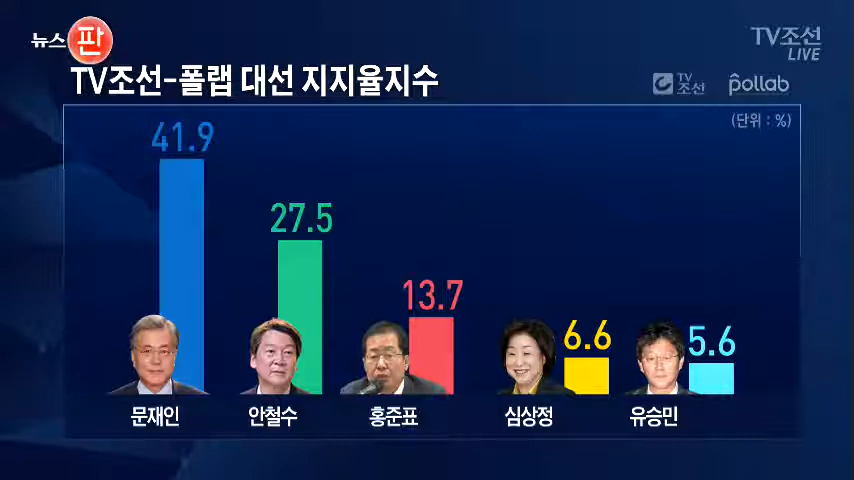 뉴스 판
TV조선
LIVE
TV조선-폴랩 대선 지지율지수
TV조선
pollab
(단위 : %)
41.9
27.5
13.7
6.6
5.6
문재인
안철수
홍준표
심상정
유승민